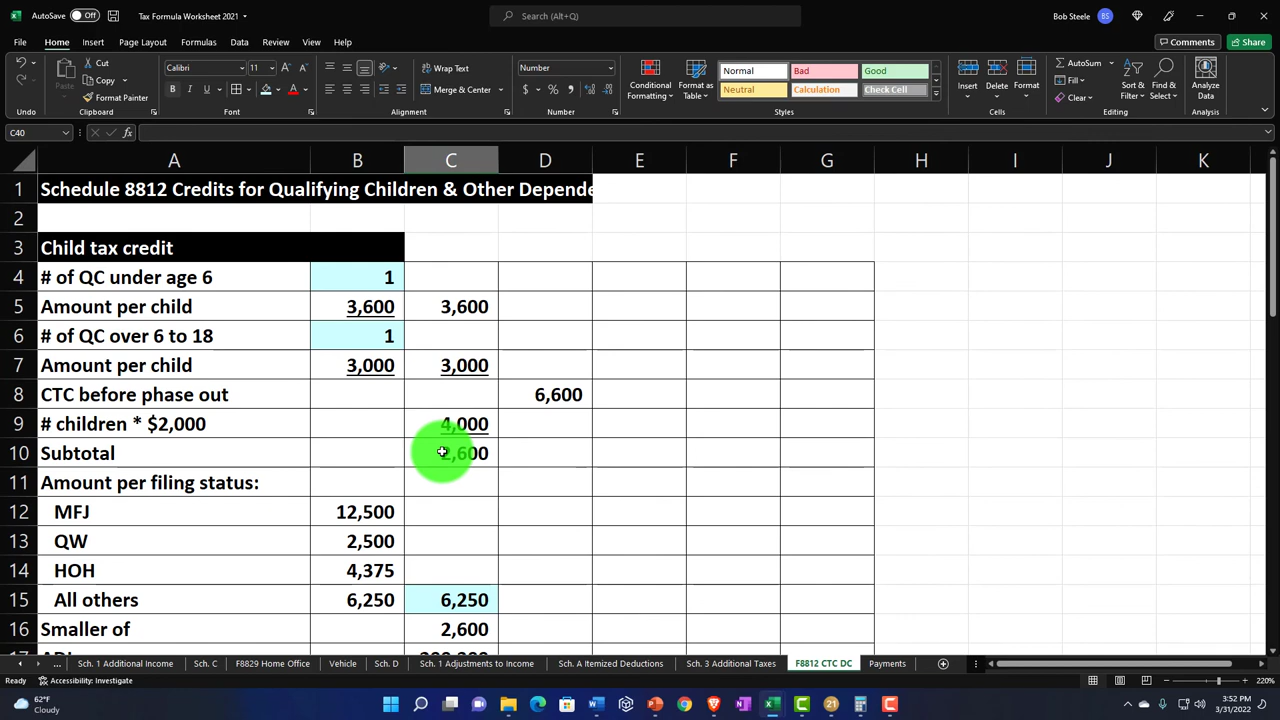 AutoSave Off Tax Formula Worksheet 2021 Search (Alt+Q) Bob Steele BS
File Home Insert Page Layout Formulas Data Review View Help Comments Share
Paste Cut Copy Format Painter Undo Clipboard
Calibri 11 B I U A Font
Wrap Text Merge & Center Alignment
Number $ % Number
Conditional Formatting Format as Table
Normal Bad Good
Neutral Calculation Check Cell
Styles
Insert Delete Format Cells
AutoSum Fill Clear Sort & Filter Find & Select Editing
Analyze Data Analysis
C40 fx
A B C D E F G H I J K
1 Schedule 8812 Credits for Qualifying Children & Other Depende
2
3 Child tax credit
4 # of QC under age 6 1
5 Amount per child 3,600 3,600
6 # of QC over 6 to 18 1
7 Amount per child 3,000 3,000
8 CTC before phase out 6,600
9 # children * $2,000 4,000
10 Subtotal 2,600
11 Amount per filing status:
12 MFJ 12,500
13 QW 2,500
14 HOH 4,375
15 All others 6,250 6,250
16 Smaller of 2,600
... Sch. 1 Additional Income Sch. C F8829 Home Office Vehicle Sch. D Sch. 1 Adjustments to Income Sch. A Itemized Deductions Sch. 3 Additional Taxes F8812 CTC DC Payments
Ready Accessibility: Investigate 220%
62°F
Cloudy
3:52 PM
3/31/2022